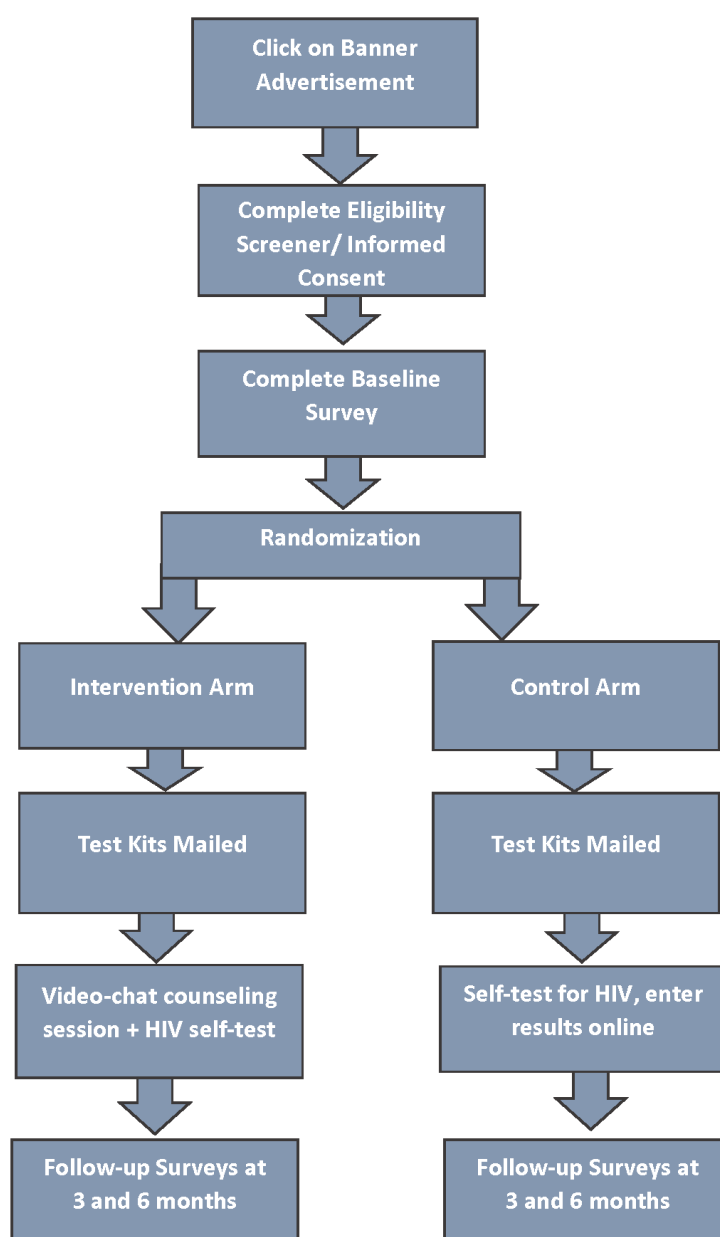 Click on Banner
Advertisement
Complete Eligibility
Screener/ Informed
Consent
Complete Baseline
Survey
Randomization
Intervention Arm
Control Arm
Test Kits Mailed
Test Kits Mailed
Video-chat counseling
session + HIV self-test
Self-test for HIV, enter
results online
Follow-up Surveys at
3 and 6 months
Follow-up Surveys at
3 and 6 months